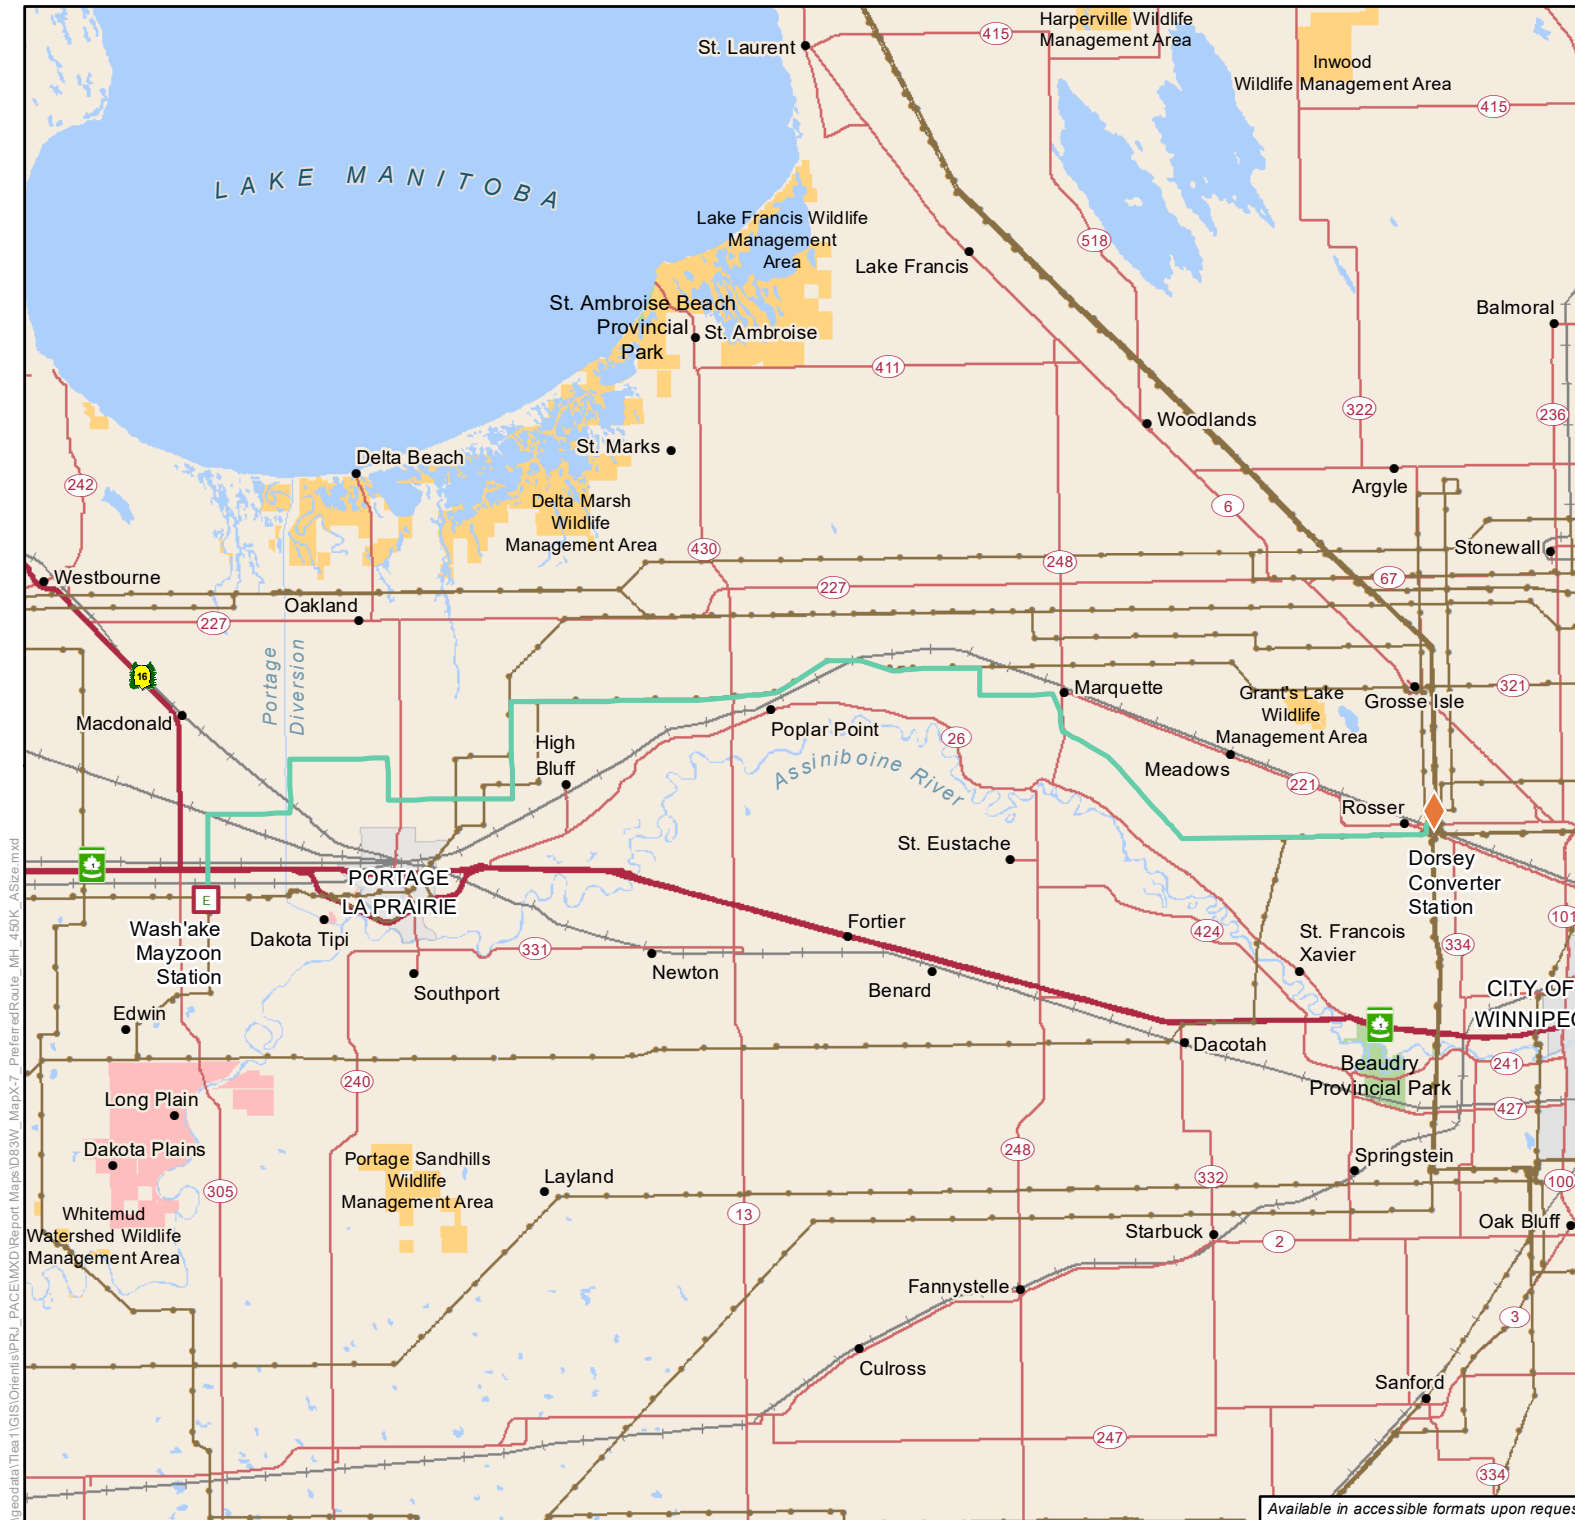 Harperville Wildlife
Management Area
St. Laurent
415
Inwood
Wildlife Management Area
415
LAKE MANITOBA
Lake Francis Wildlife
Management
Area
518
Lake Francis
St. Ambroise Beach
Provincial
Park
St. Ambroise
Balmoral
411
322
236
Woodlands
St. Marks
Delta Beach
242
Argyle
Delta Marsh
Wildlife
Management Area
6
430
248
Stonewall
Westbourne
67
227
Oakland
227
Portage
Diversion
16
Marquette
321
Grant's Lake
Wildlife
Management Area
Grosse Isle
Macdonald
Poplar Point
26
High
Bluff
Assiniboine River
Meadows
221
Rosser
St. Eustache
1
Dorsey
Converter
Station
PORTAGE
LA PRAIRIE
E
Wash'ake
Mayzoon
Station
Dakota Tipi
Fortier
101
424
St. Francois
Xavier
334
331
Newton
Benard
Southport
CITY OF
Edwin
1
Dacotah
Beaudry
Provincial Park
241
240
Long Plain
427
Dakota Plains
248
Springstein
Portage Sandhills
Wildlife
Management Area
Layland
332
100
305
Whitemud
Watershed Wildlife
Management Area
13
Starbuck
2
Oak Bluff
Fannystelle
3
Culross
Sanford
247
334
Available in accessible formats upon